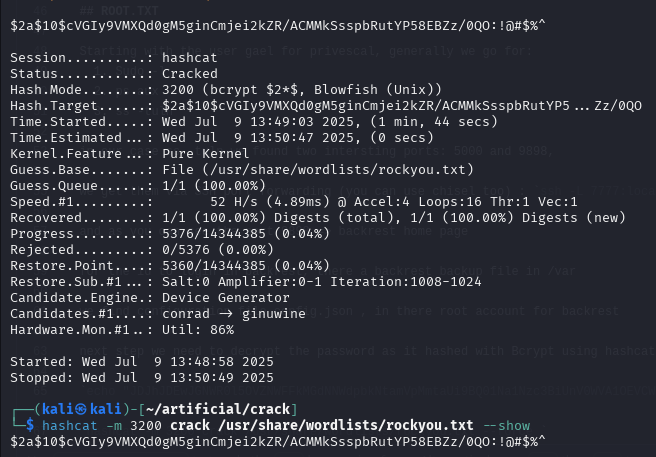 $2a$10$cVGIy9VMXQd0gM5ginCmjei2kZR/ACMMkSsspbRutYP58EBZz/0QO:!@#$%^
Session..........: hashcat
Status...........: Cracked
Hash.Mode........: 3200 (bcrypt $2*$, Blowfish (Unix))
Hash.Target......: $2a$10$cVGIy9VMXQd0gM5ginCmjei2kZR/ACMMkSsspbRutYP5...Zz/0QO
Time.Started.....: Wed Jul  9 13:49:03 2025, (1 min, 44 secs)
Time.Estimated...: Wed Jul  9 13:50:47 2025, (0 secs)
Kernel.Feature...: Pure Kernel
Guess.Base.......: File (/usr/share/wordlists/rockyou.txt)
Guess.Queue......: 1/1 (100.00%)
Speed.#1.........:       52 H/s (4.89ms) @ Accel:4 Loops:16 Thr:1 Vec:1
Recovered........: 1/1 (100.00%) Digests (total), 1/1 (100.00%) Digests (new)
Progress.........: 5376/14344385 (0.04%)
Rejected.........: 0/5376 (0.00%)
Restore.Point....: 5360/14344385 (0.04%)
Restore.Sub.#1...: Salt:0 Amplifier:0-1 Iteration:1008-1024
Candidate.Engine.: Device Generator
Candidates.#1....: conrad -> ginuwine
Hardware.Mon.#1..: Util: 86%
Started: Wed Jul  9 13:48:58 2025
Stopped: Wed Jul  9 13:50:49 2025
┌──(kali㉿kali)-[~/artificial/crack]
└─$ hashcat -m 3200 crack /usr/share/wordlists/rockyou.txt --show
$2a$10$cVGIy9VMXQd0gM5ginCmjei2kZR/ACMMkSsspbRutYP58EBZz/0QO:!@#$%^